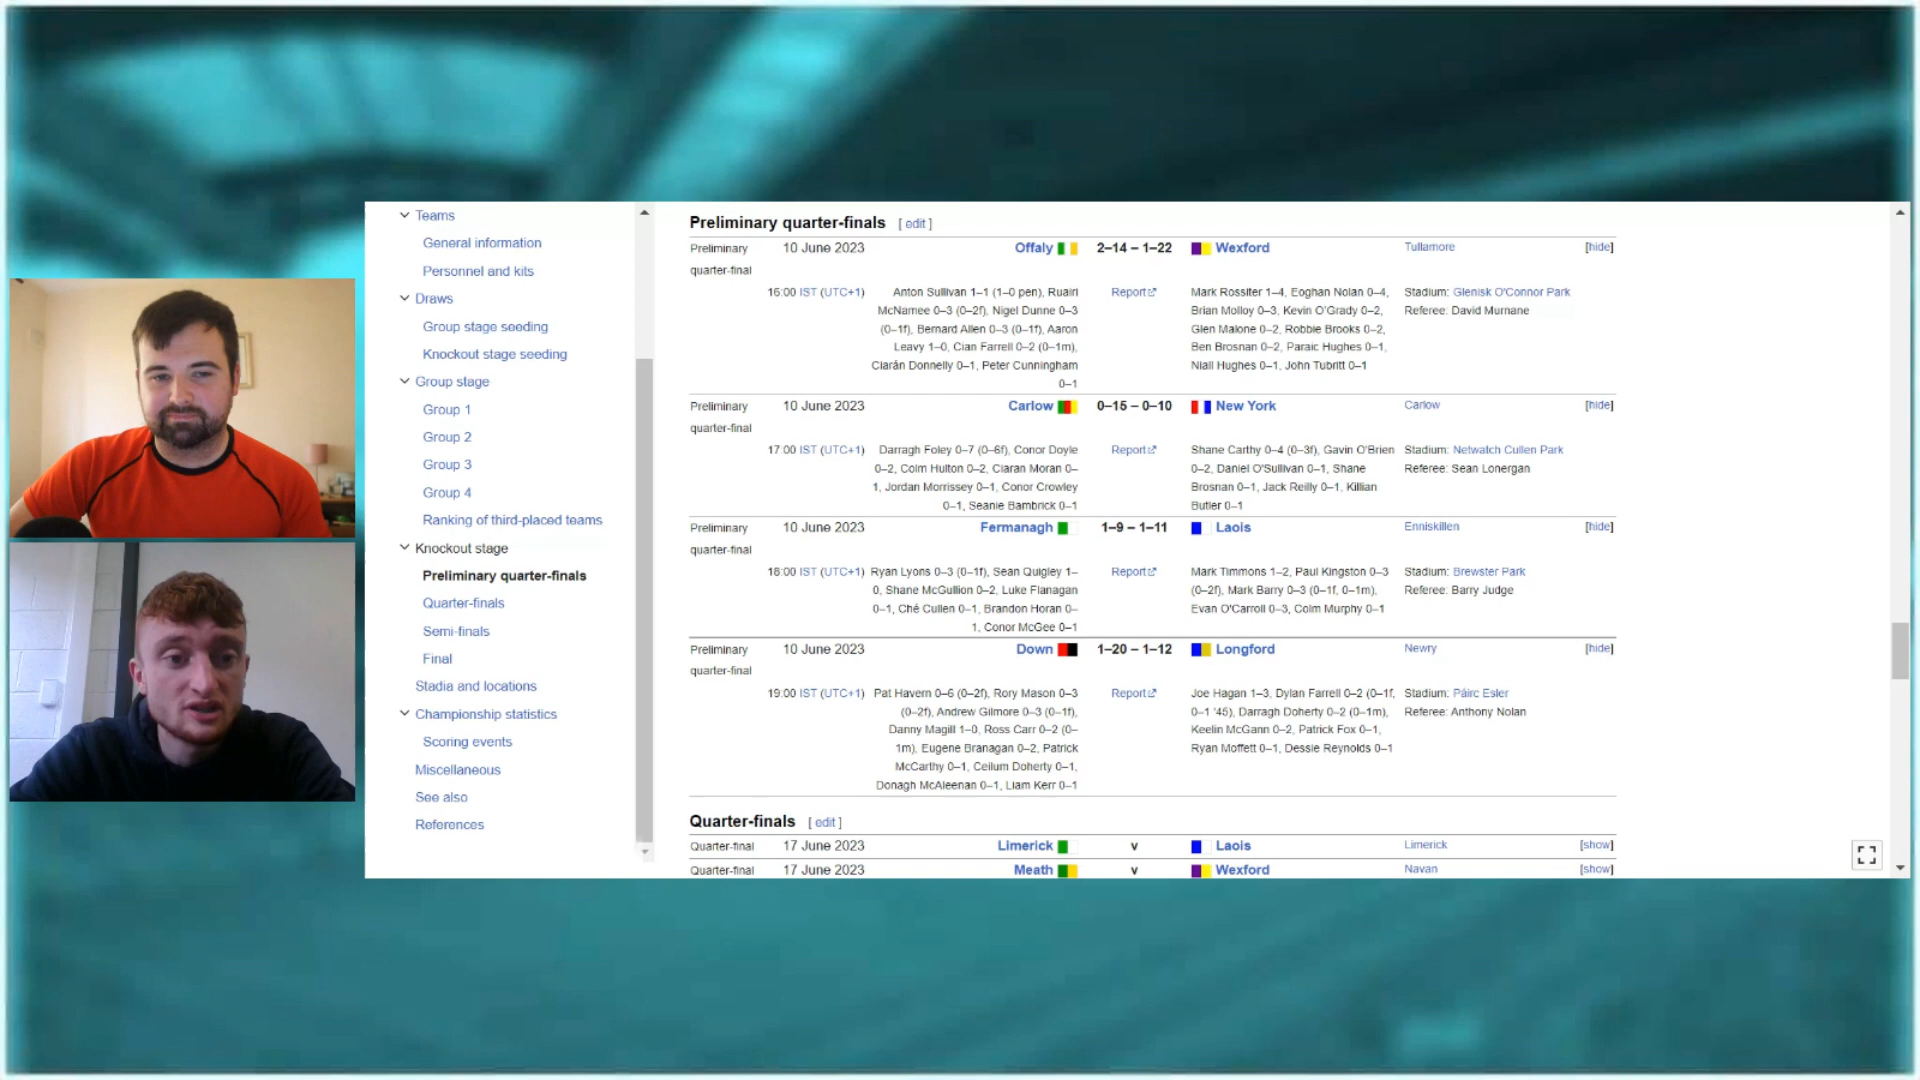 Teams
General information
Personnel and kits
Draws
Group stage seeding
Knockout stage seeding
Group stage
Group 1
Group 2
Group 3
Group 4
Ranking of third-placed teams
Knockout stage
Preliminary quarter-finals
Quarter-finals
Semi-finals
Final
Stadia and locations
Championship statistics
Scoring events
Miscellaneous
See also
References
Preliminary quarter-finals [ edit ]
Preliminary 10 June 2023 Offaly 2–14 – 1–22 Wexford Tullamore [hide]
quarter-final
16:00 IST (UTC+1) Anton Sullivan 1–1 (1–0 pen), Ruairí Report Mark Rossiter 1–4, Eoghan Nolan 0–4, Stadium: Glenisk O'Connor Park
McNamee 0–3 (0–2f), Nigel Dunne 0–3 Brian Molloy 0–3, Kevin O'Grady 0–2, Referee: David Murnane
(0–1f), Bernard Allen 0–3 (0–1f), Aaron Glen Malone 0–2, Robbie Brooks 0–2,
Leavy 1–0, Cian Farrell 0–2 (0–1m), Ben Brosnan 0–2, Paraic Hughes 0–1,
Ciarán Donnelly 0–1, Peter Cunningham Niall Hughes 0–1, John Tubritt 0–1
0–1
Preliminary 10 June 2023 Carlow 0–15 – 0–10 New York Carlow [hide]
quarter-final
17:00 IST (UTC+1) Darragh Foley 0–7 (0–6f), Conor Doyle Report Shane Carthy 0–4 (0–3f), Gavin O'Brien Stadium: Netwatch Cullen Park
0–2, Colm Hulton 0–2, Ciaran Moran 0– 0–2, Daniel O'Sullivan 0–1, Shane Referee: Sean Lonergan
1, Jordan Morrissey 0–1, Conor Crowley Brosnan 0–1, Jack Reilly 0–1, Killian
0–1, Seanie Bambrick 0–1 Butler 0–1
Preliminary 10 June 2023 Fermanagh 1–9 – 1–11 Laois Enniskillen [hide]
quarter-final
18:00 IST (UTC+1) Ryan Lyons 0–3 (0–1f), Sean Quigley 1– Report Mark Timmons 1–2, Paul Kingston 0–3 Stadium: Brewster Park
0, Shane McGullion 0–2, Luke Flanagan (0–2f), Mark Barry 0–3 (0–1f, 0–1m), Referee: Barry Judge
0–1, Ché Cullen 0–1, Brandon Horan 0– Evan O'Carroll 0–3, Colm Murphy 0–1
1, Conor McGee 0–1
Preliminary 10 June 2023 Down 1–20 – 1–12 Longford Newry [hide]
quarter-final
19:00 IST (UTC+1) Pat Havern 0–6 (0–2f), Rory Mason 0–3 Report Joe Hagan 1–3, Dylan Farrell 0–2 (0–1f, Stadium: Páirc Esler
(0–2f), Andrew Gilmore 0–3 (0–1f), 0–1 '45), Darragh Doherty 0–2 (0–1m), Referee: Anthony Nolan
Danny Magill 1–0, Ross Carr 0–2 (0– Keelin McGann 0–2, Patrick Fox 0–1,
1m), Eugene Branagan 0–2, Patrick Ryan Moffett 0–1, Dessie Reynolds 0–1
McCarthy 0–1, Ceilum Doherty 0–1,
Donagh McAleenan 0–1, Liam Kerr 0–1
Quarter-finals [ edit ]
Quarter-final 17 June 2023 Limerick v Laois Limerick [show]
Quarter-final 17 June 2023 Meath v Wexford Navan [show]